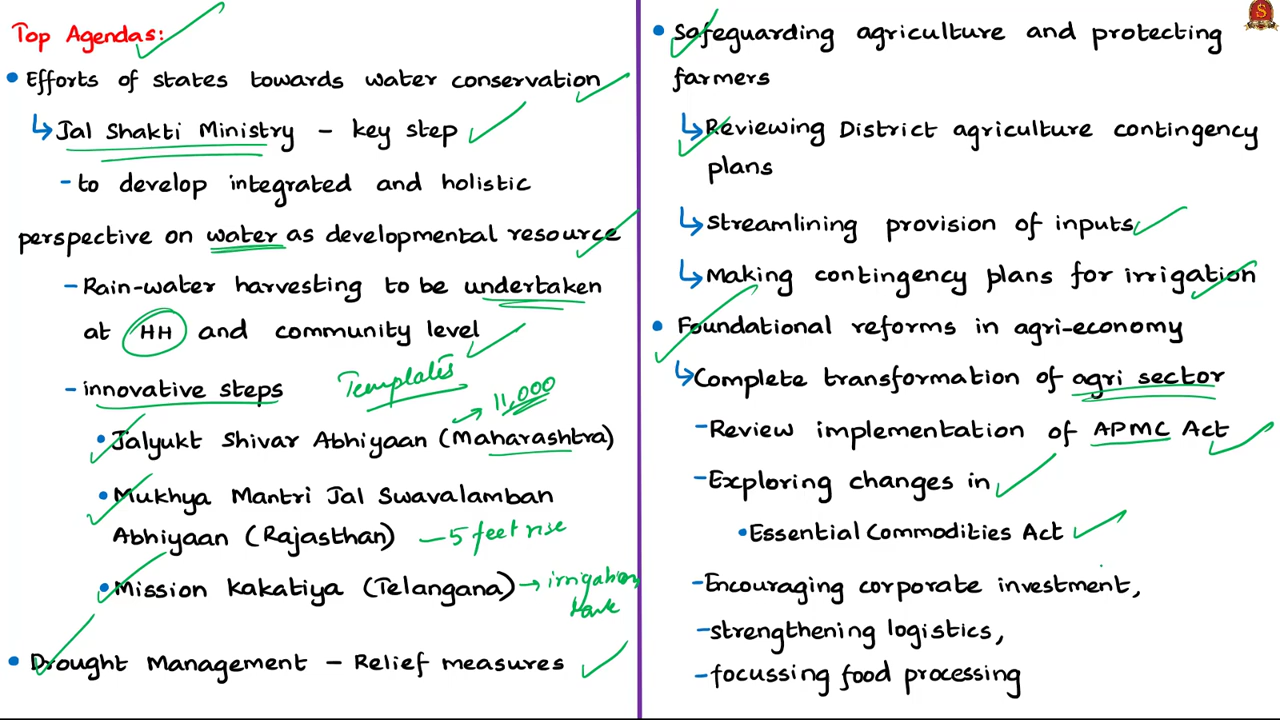 Top Agendas:
• Efforts of states towards water conservation
↳ Jal Shakti Ministry – key step
- to develop integrated and holistic
perspective on water as developmental resource
- Rain-water harvesting to be undertaken
at HH and community level
- innovative steps Templates
11,000
• Jalyukt Shivar Abhiyaan (Maharashtra) →
• Mukhya Mantri Jal Swavalamban
Abhiyaan (Rajasthan) – 5 feet rise
• Mission Kakatiya (Telangana) → irrigation
• Drought Management – Relief measures
• Safeguarding agriculture and protecting
farmers
↳ Reviewing District agriculture contingency
plans
↳ Streamlining provision of inputs
↳ Making contingency plans for irrigation
• Foundational reforms in agri-economy
↳ Complete transformation of agri sector
- Review implementation of APMC Act
- Exploring changes in
• Essential Commodities Act
- Encouraging corporate investment,
- strengthening logistics,
- focussing food processing
S